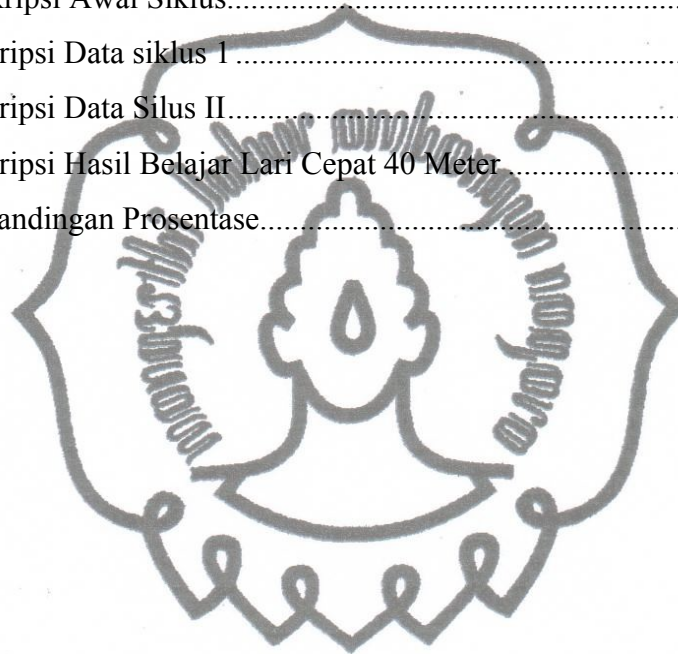 kripsi Awal Siklus........................................................
ripsi Data siklus 1 ........................................................
ripsi Data Silus II........................................................
ripsi Hasil Belajar Lari Cepat 40 Meter ......................
andingan Prosentase....................................................